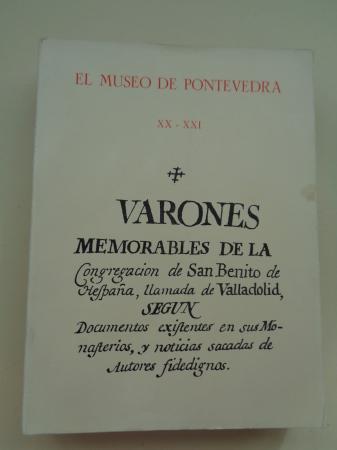 EL MUSEO DE PONTEVEDRA
XX - XXI
VARONES
MEMORABLES DE LA
Congregacion de San Benito de
Heſpaña, llamada de Valladolid,
SEGUN
Documentos exiſtentes en sus Mo-
naſterios, y noticias sacadas de
Autores fidedignos.